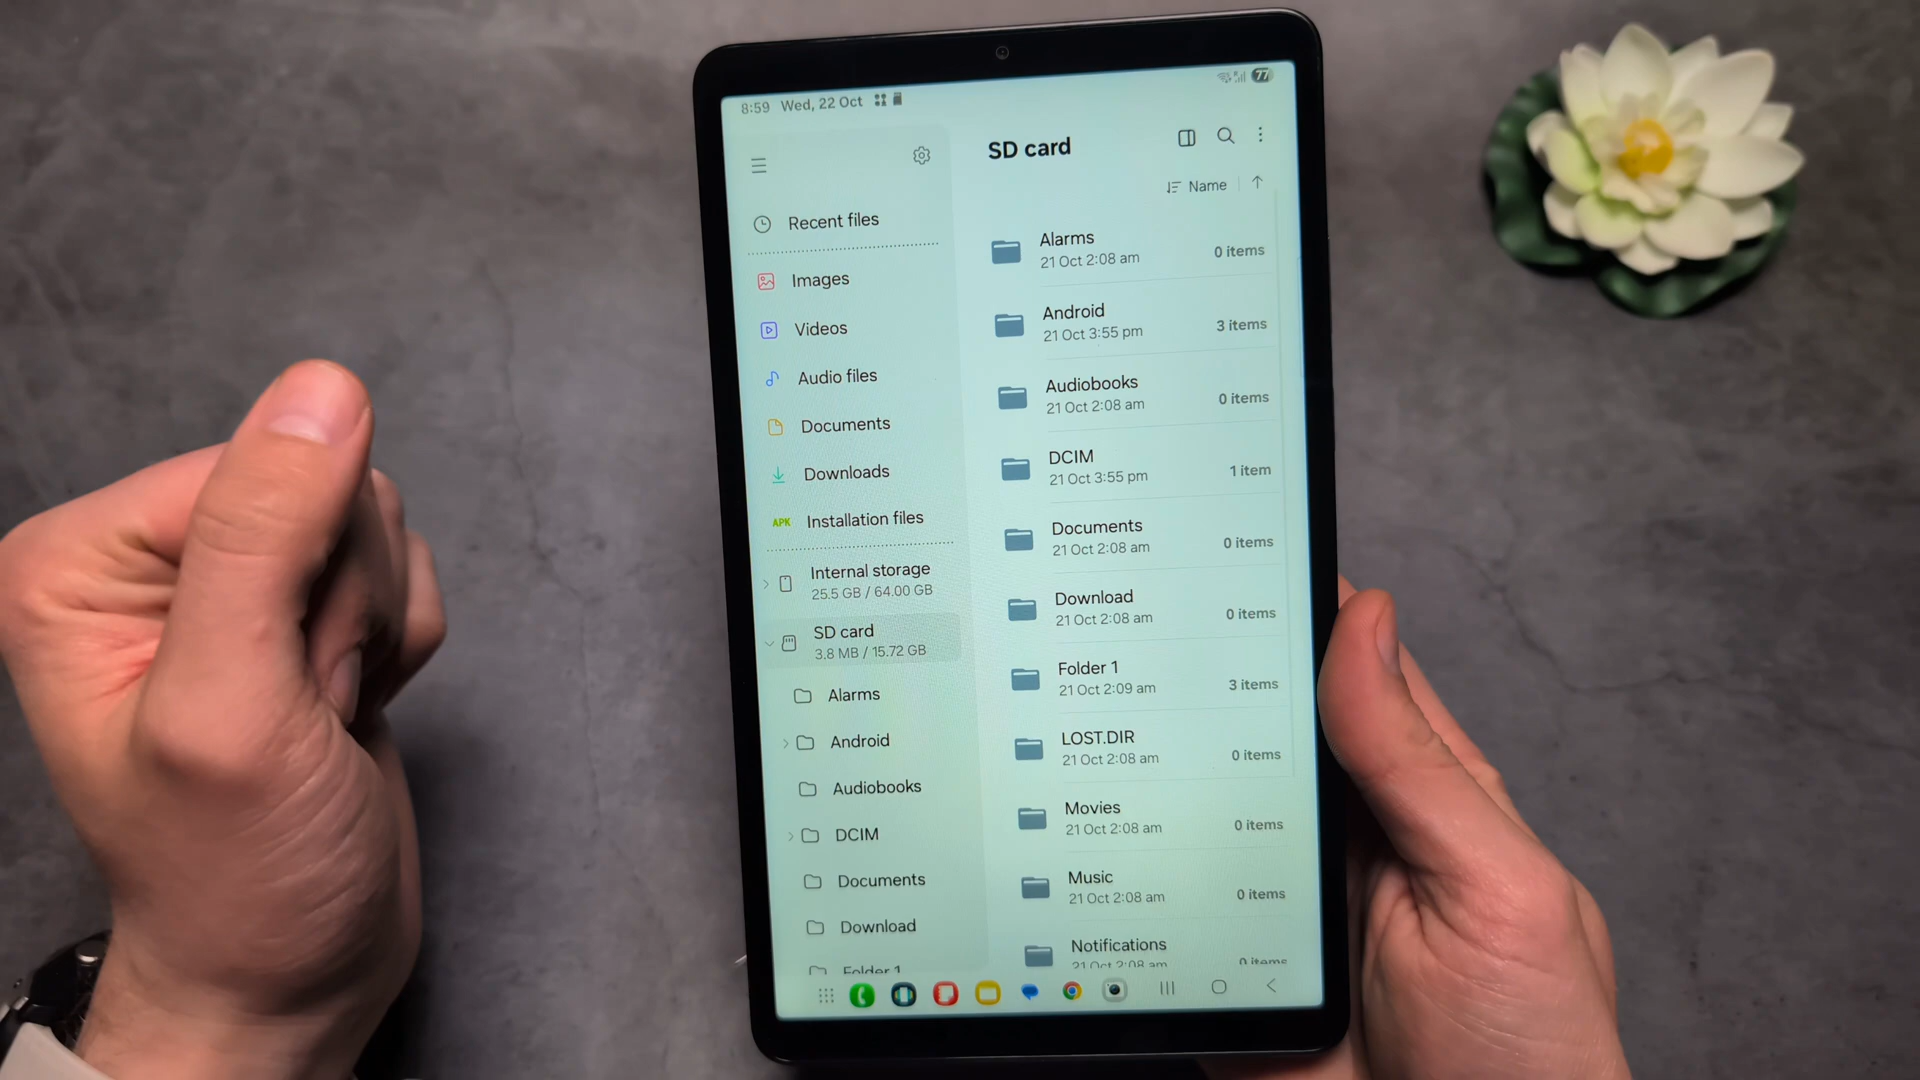 8:59 Wed, 22 Oct
77
SD card
Name
Recent files
Images
Videos
Audio files
Documents
Downloads
APK Installation files
Internal storage
25.5 GB / 64.00 GB
SD card
3.8 MB / 15.72 GB
Alarms
Android
Audiobooks
DCIM
Documents
Download
Folder 1
Alarms
21 Oct 2:08 am
0 items
Android
21 Oct 3:55 pm
3 items
Audiobooks
21 Oct 2:08 am
0 items
DCIM
21 Oct 3:55 pm
1 item
Documents
21 Oct 2:08 am
0 items
Download
21 Oct 2:08 am
0 items
Folder 1
21 Oct 2:09 am
3 items
LOST.DIR
21 Oct 2:08 am
0 items
Movies
21 Oct 2:08 am
0 items
Music
21 Oct 2:08 am
0 items
Notifications
21 Oct 2:08 am
0 items